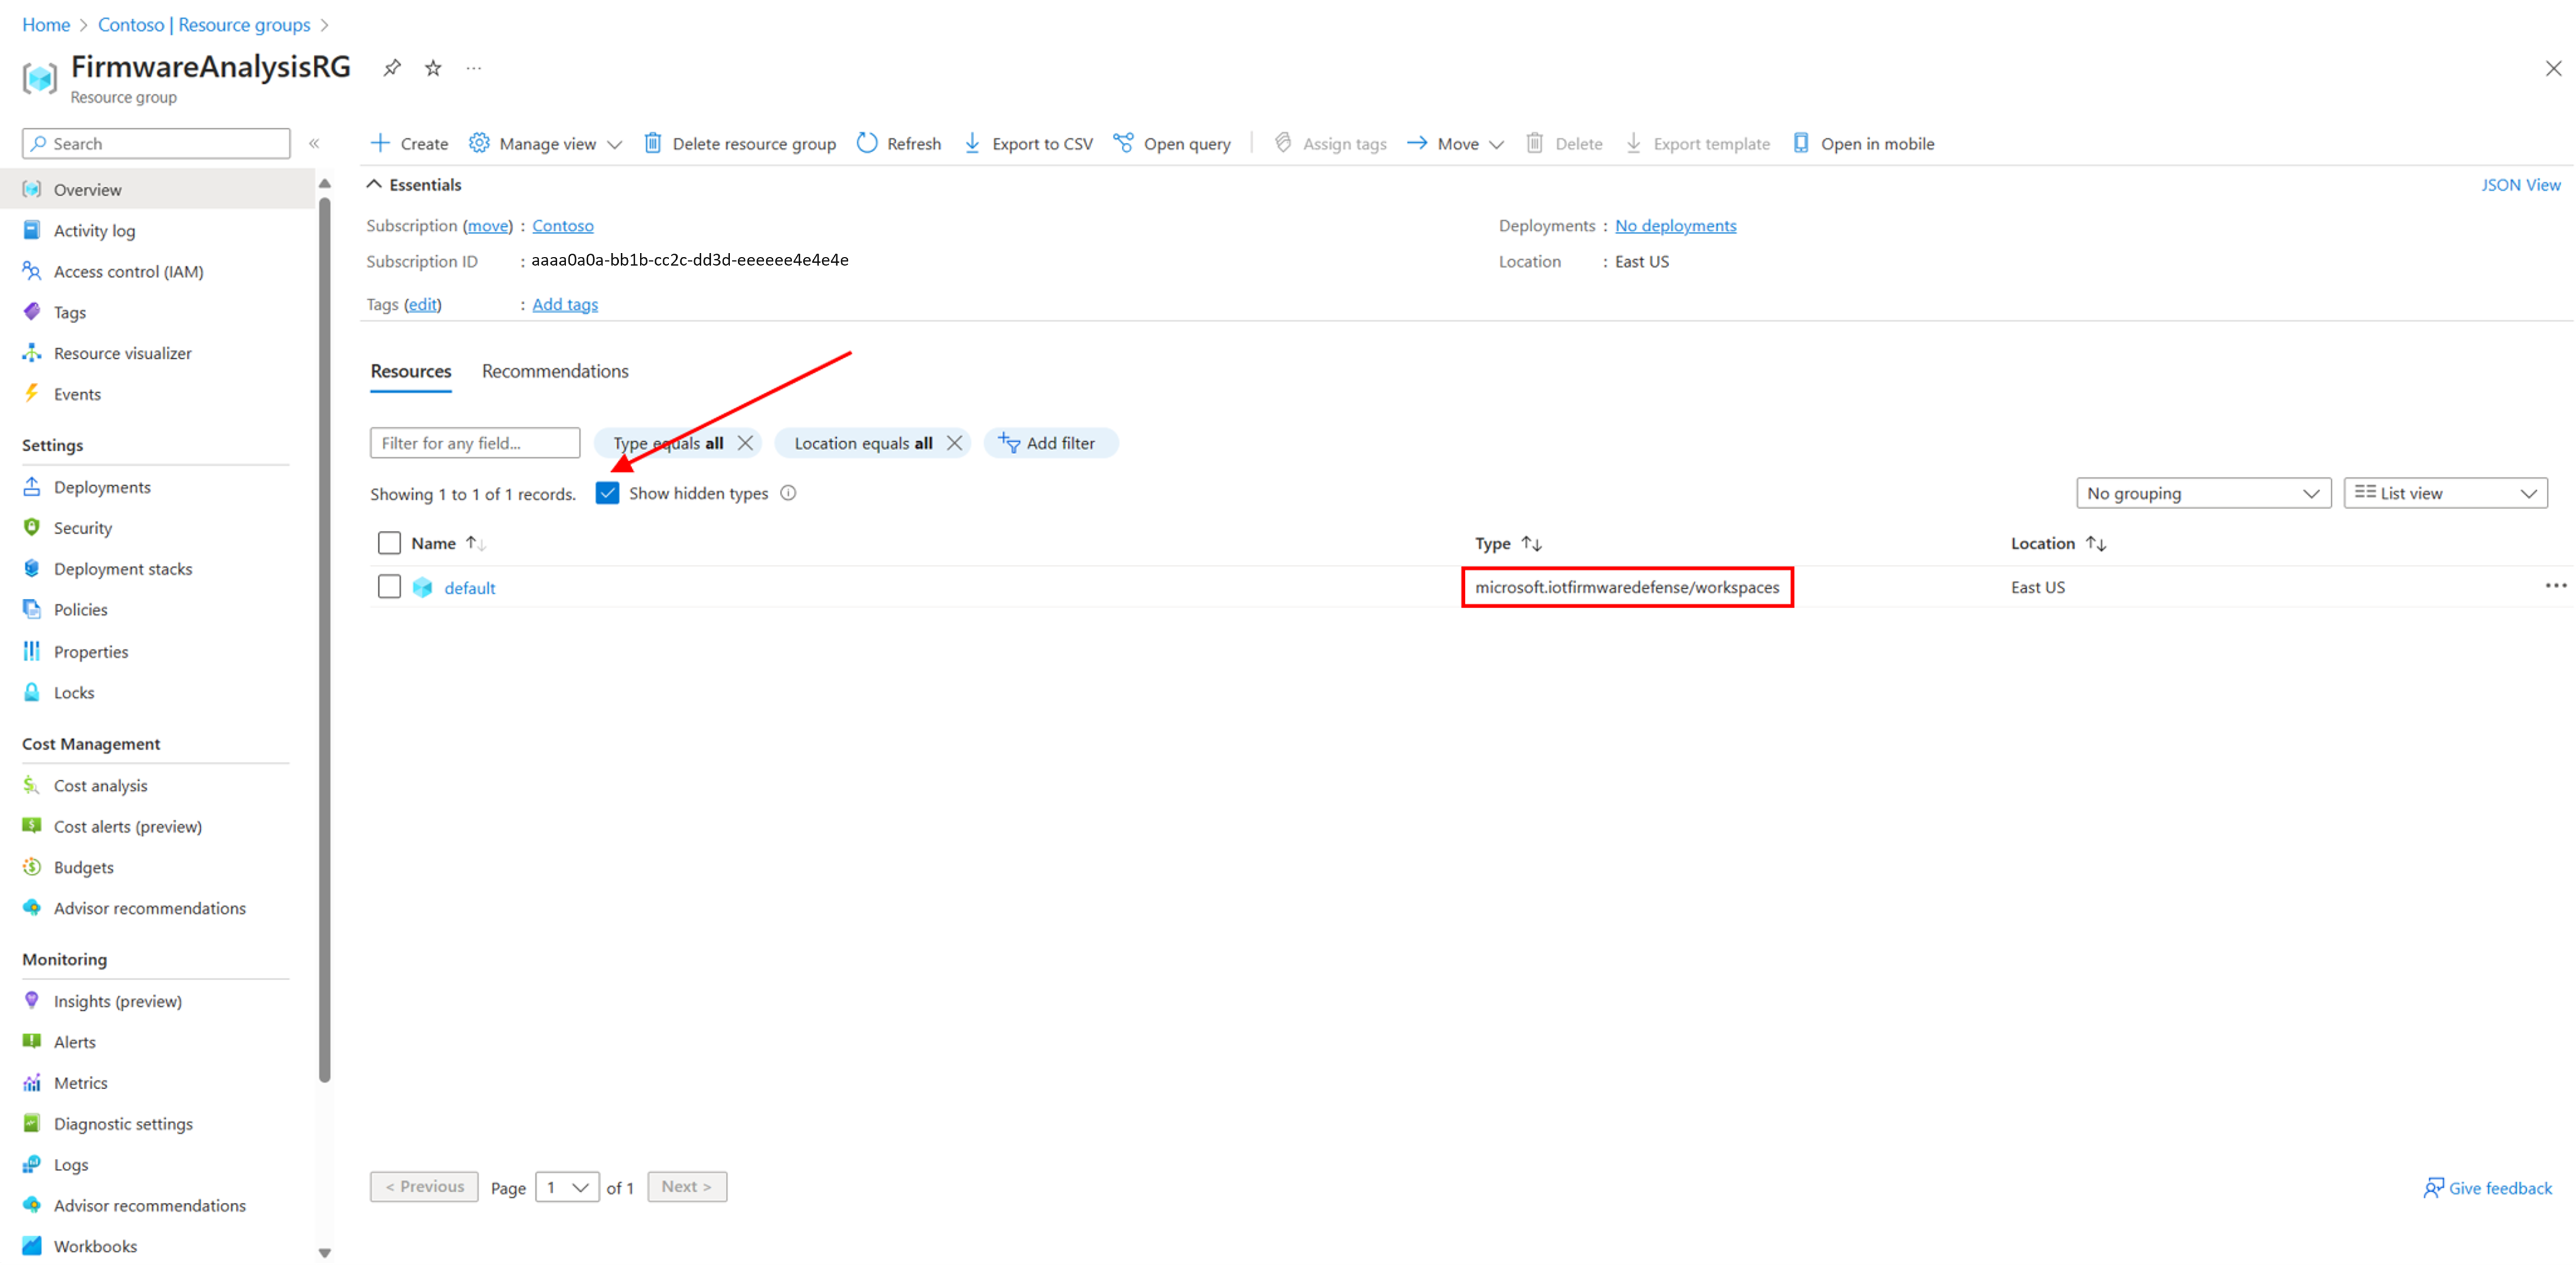 Home > Contoso | Resource groups >
FirmwareAnalysisRG ...
Resource group
Search «
Overview
Activity log
Access control (IAM)
Tags
Resource visualizer
Events
Settings
Deployments
Security
Deployment stacks
Policies
Properties
Locks
Cost Management
Cost analysis
Cost alerts (preview)
Budgets
Advisor recommendations
Monitoring
Insights (preview)
Alerts
Metrics
Diagnostic settings
Logs
Advisor recommendations
Workbooks
Create Manage view Delete resource group Refresh Export to CSV Open query Assign tags Move Delete Export template Open in mobile
Essentials JSON View
Subscription (move) : Contoso Deployments : No deployments
Subscription ID : aaaa0a0a-bb1b-cc2c-dd3d-eeeeee4e4e4e Location : East US
Tags (edit) : Add tags
Resources Recommendations
Filter for any field... Type equals all Location equals all Add filter
Showing 1 to 1 of 1 records. Show hidden types No grouping List view
Name Type Location
default microsoft.iotfirmwaredefense/workspaces East US
< Previous Page 1 of 1 Next > Give feedback